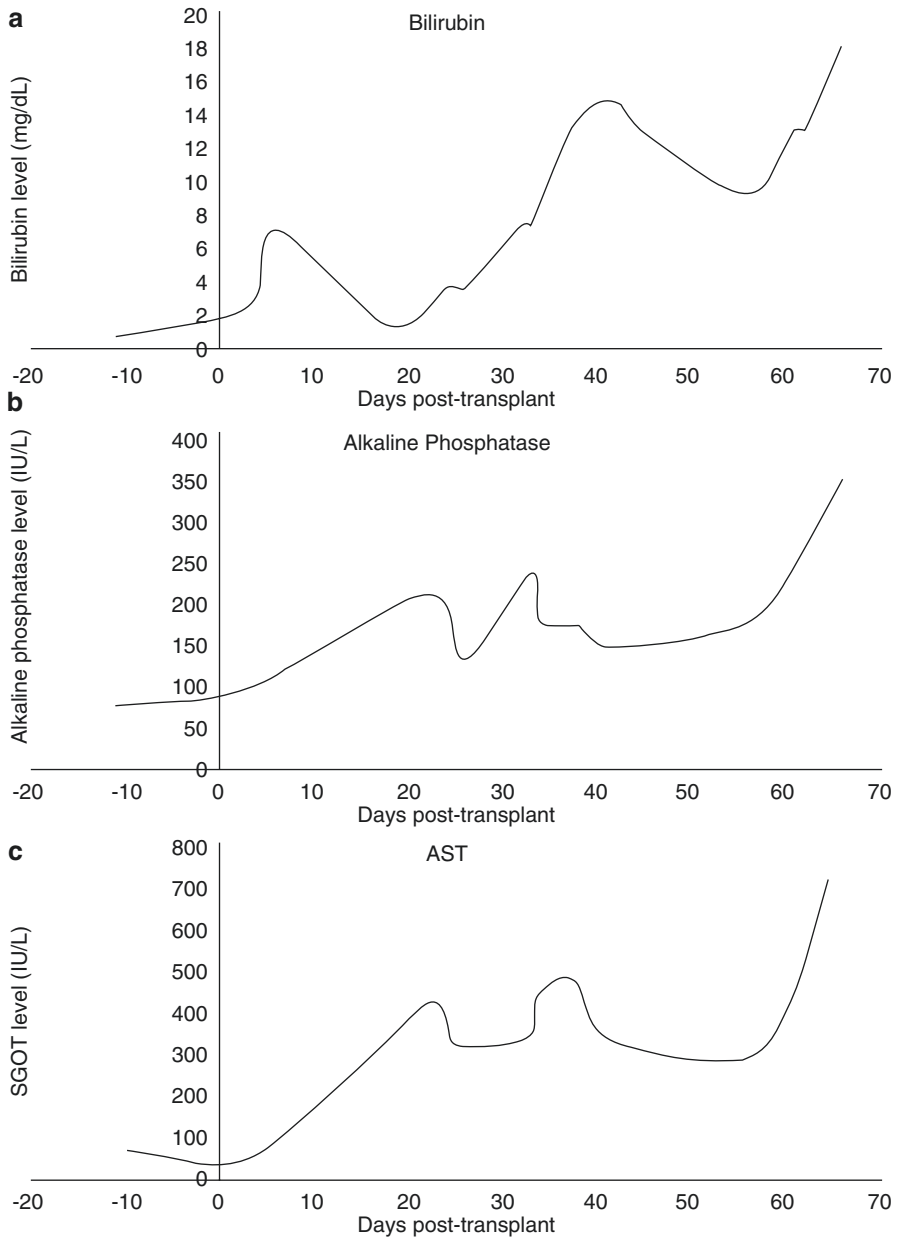 a
Bilirubin
Bilirubin level (mg/dL)
20
18
16
14
12
10
8
6
4
2
0
-20 -10 0 10 20 30 40 50 60 70
Days post-transplant
b
Alkaline Phosphatase
Alkaline phosphatase level (IU/L)
400
350
300
250
200
150
100
50
0
-20 -10 0 10 20 30 40 50 60 70
Days post-transplant
c
AST
SGOT level (IU/L)
800
700
600
500
400
300
200
100
0
-20 -10 0 10 20 30 40 50 60 70
Days post-transplant